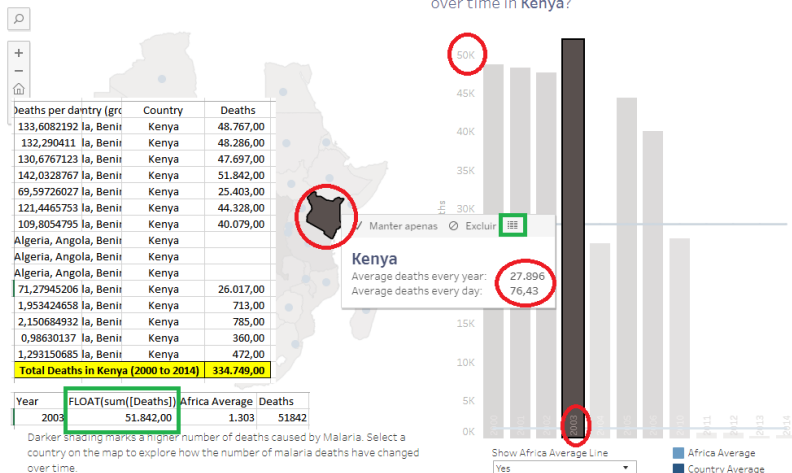 over time in Kenya?
+
−
50K
45K
40K
35K
30K
15K
10K
5K
0K
Deaths per da ntry (gro Country Deaths
133,6082192 la, Benir Kenya 48.767,00
132,290411 la, Benir Kenya 48.286,00
130,6767123 la, Benir Kenya 47.697,00
142,0328767 la, Benir Kenya 51.842,00
69,59726027 la, Benir Kenya 25.403,00
121,4465753 la, Benir Kenya 44.328,00
109,8054795 la, Benir Kenya 40.079,00
Algeria, Angola, Benir Kenya
Algeria, Angola, Benir Kenya
Algeria, Angola, Benir Kenya
71,27945206 la, Benir Kenya 26.017,00
1,953424658 la, Benir Kenya 713,00
2,150684932 la, Benir Kenya 785,00
0,98630137 la, Benir Kenya 360,00
1,293150685 la, Benir Kenya 472,00
Total Deaths in Kenya (2000 to 2014) 334.749,00
Manter apenas Excluir
Kenya
Average deaths every year: 27.896
Average deaths every day: 76,43
Year FLOAT(sum([Deaths]) Africa Average Deaths
2003 51.842,00 1.303 51842
Darker shading marks a higher number of deaths caused by Malaria. Select a
country on the map to explore how the number of malaria deaths have changed
over time.
2003
2011
2012
2013
2014
Show Africa Average Line
Yes
Africa Average
Country Average